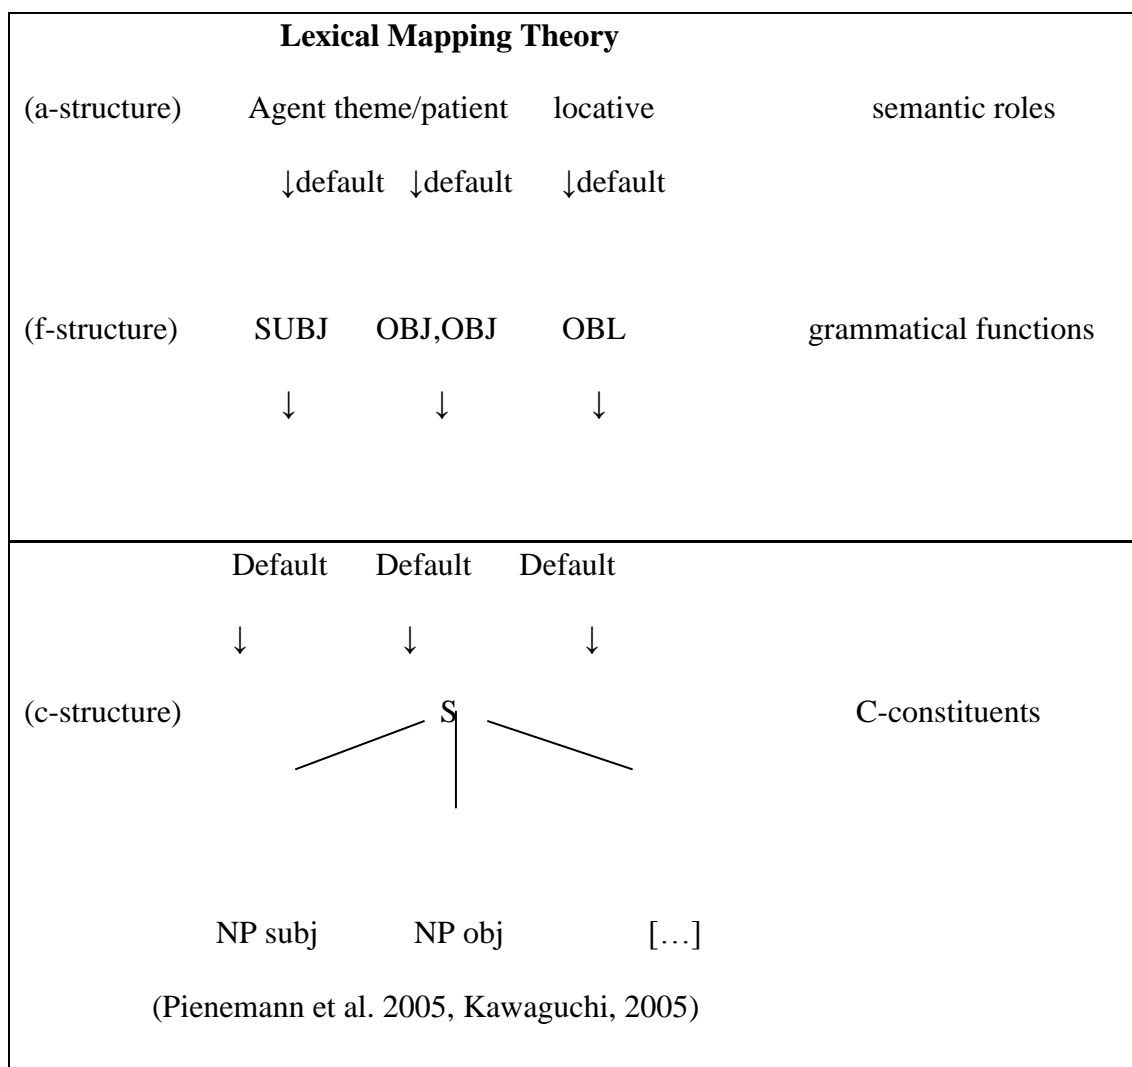 Lexical Mapping Theory
(a-structure) Agent theme/patient locative semantic roles
↓default ↓default ↓default
(f-structure) SUBJ OBJ,OBJ OBL grammatical functions
↓ ↓ ↓
Default Default Default
↓ ↓ ↓
(c-structure) S C-constituents
NP subj NP obj […]
(Pienemann et al. 2005, Kawaguchi, 2005)